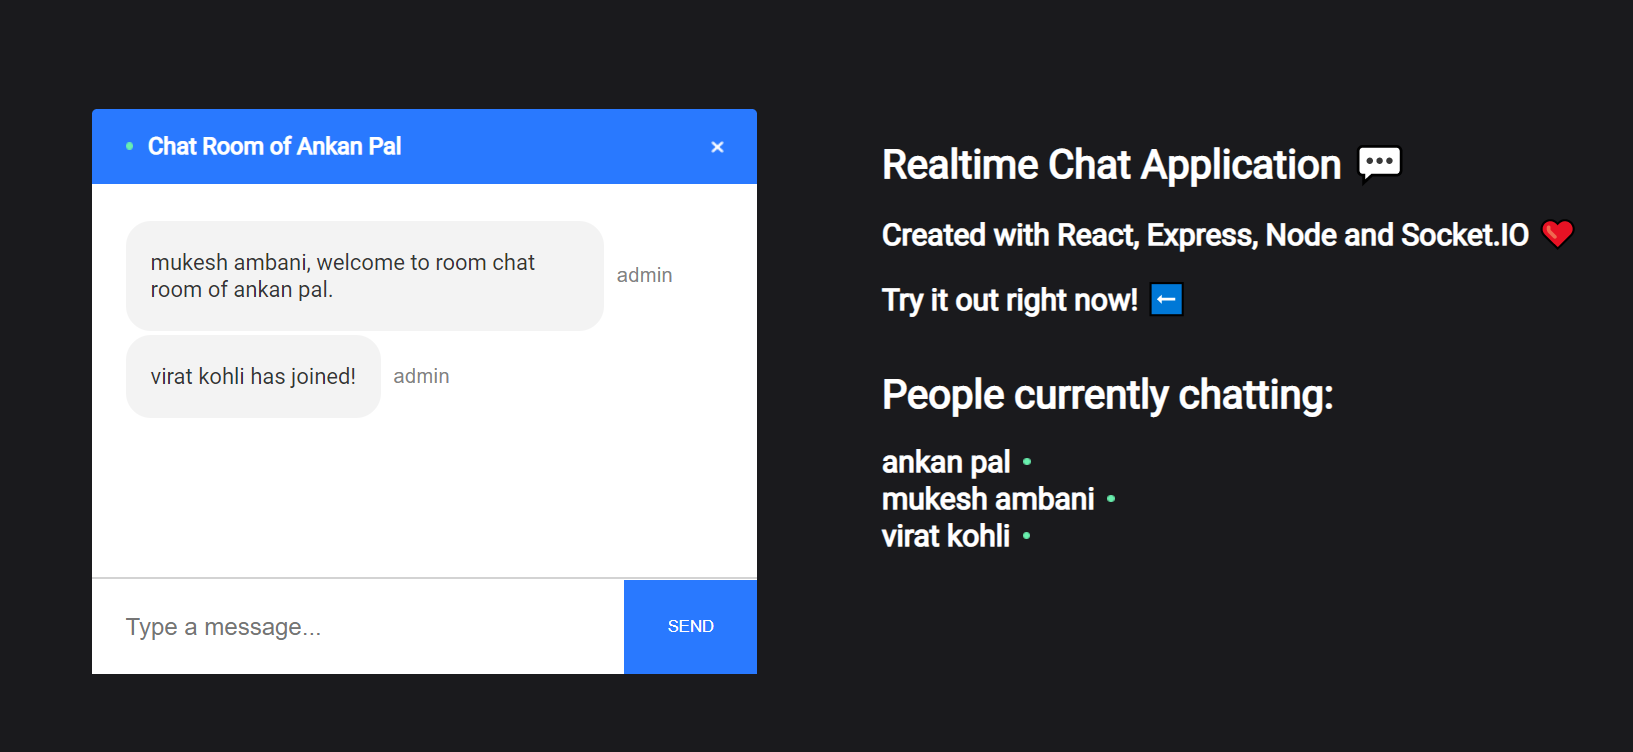 Chat Room of Ankan Pal
mukesh ambani, welcome to room chat
room of ankan pal.
admin
virat kohli has joined!
admin
Type a message...
SEND
Realtime Chat Application 💬
Created with React, Express, Node and Socket.IO ❤️
Try it out right now! ⬅️
People currently chatting:
ankan pal
mukesh ambani
virat kohli